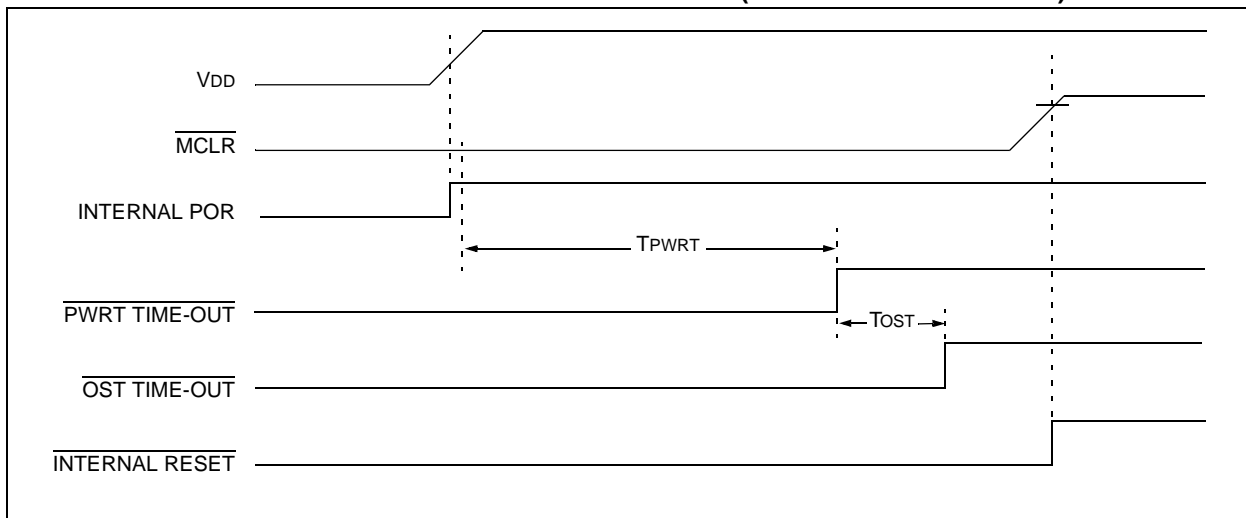 VDD
MCLR
INTERNAL POR
TPWRT
PWRT TIME-OUT
TOST
OST TIME-OUT
INTERNAL RESET